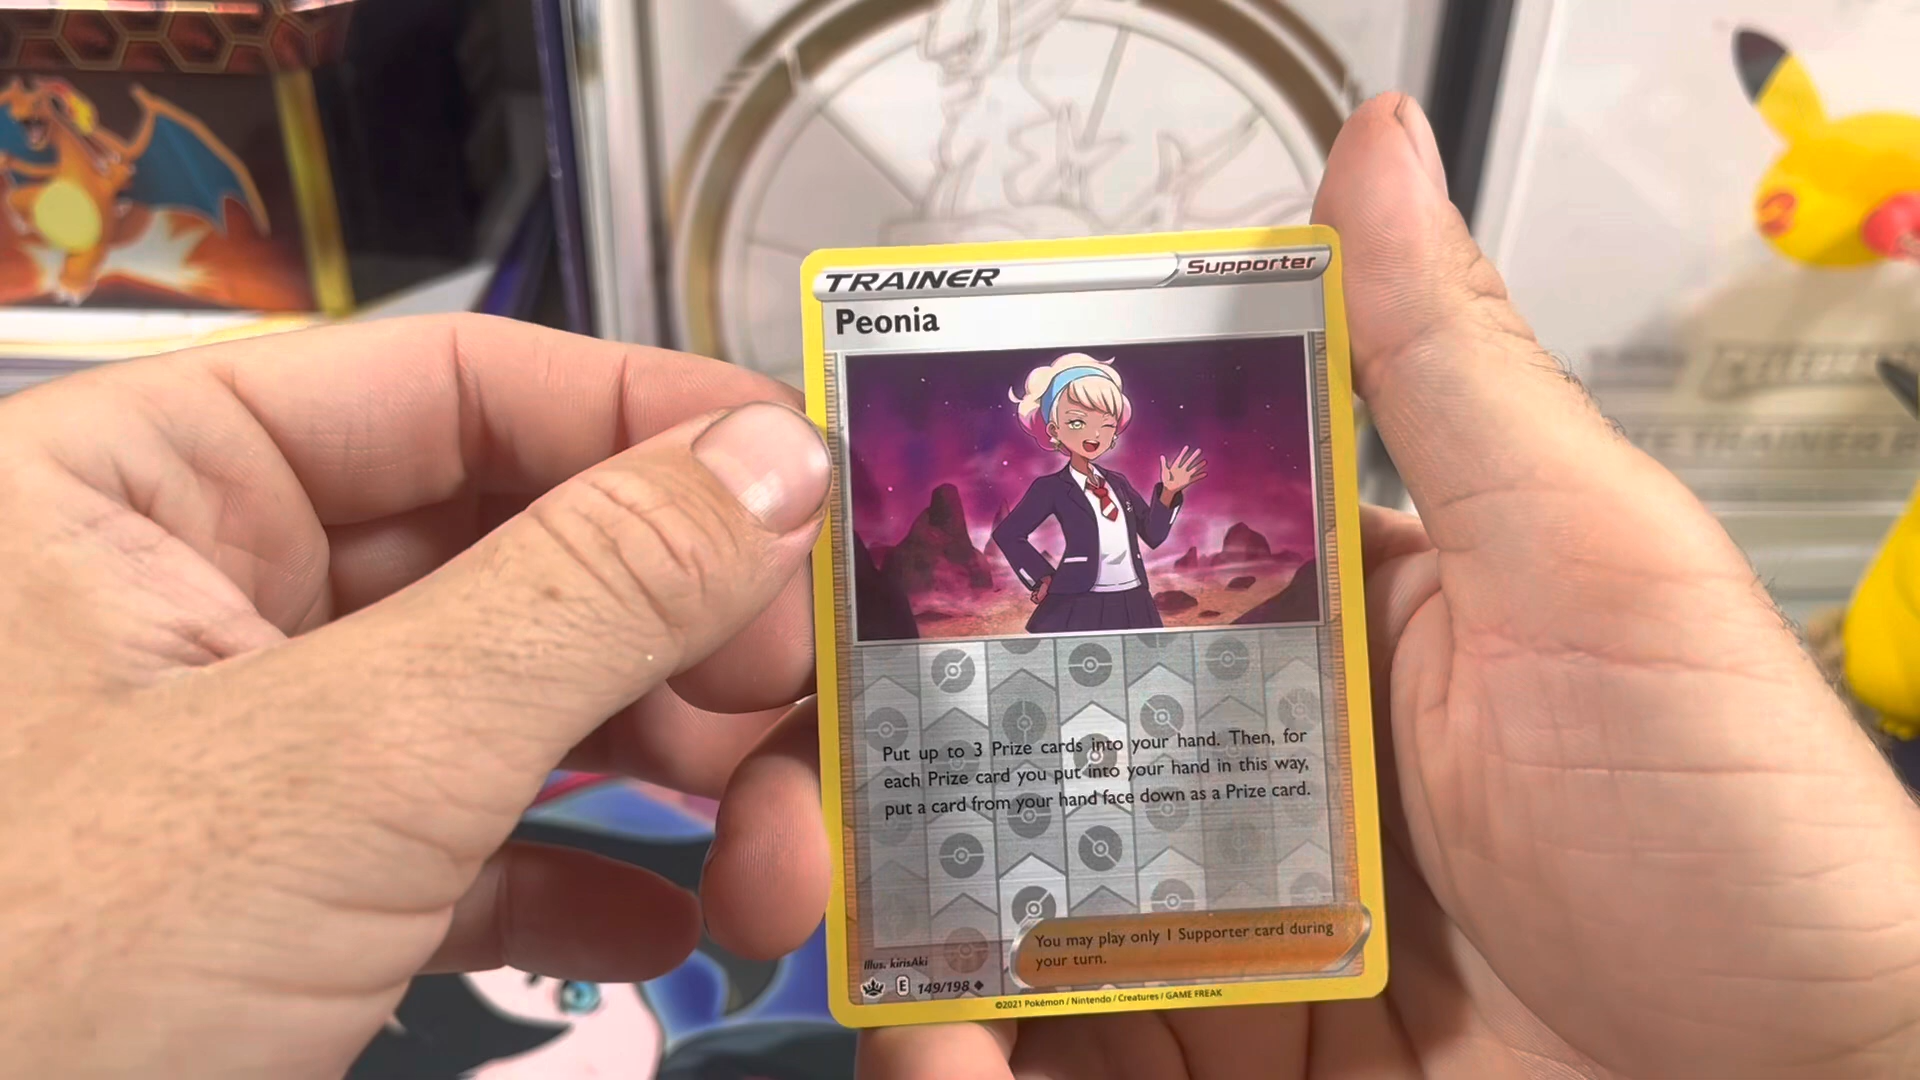 TRAINER
Supporter
Peonia
Put up to 3 Prize cards into your hand. Then, for
each Prize card you put into your hand in this way,
put a card from your hand face down as a Prize card.
You may play only 1 Supporter card during
your turn.
Illus. kirisAki
E 149/198
©2021 Pokémon / Nintendo / Creatures / GAME FREAK